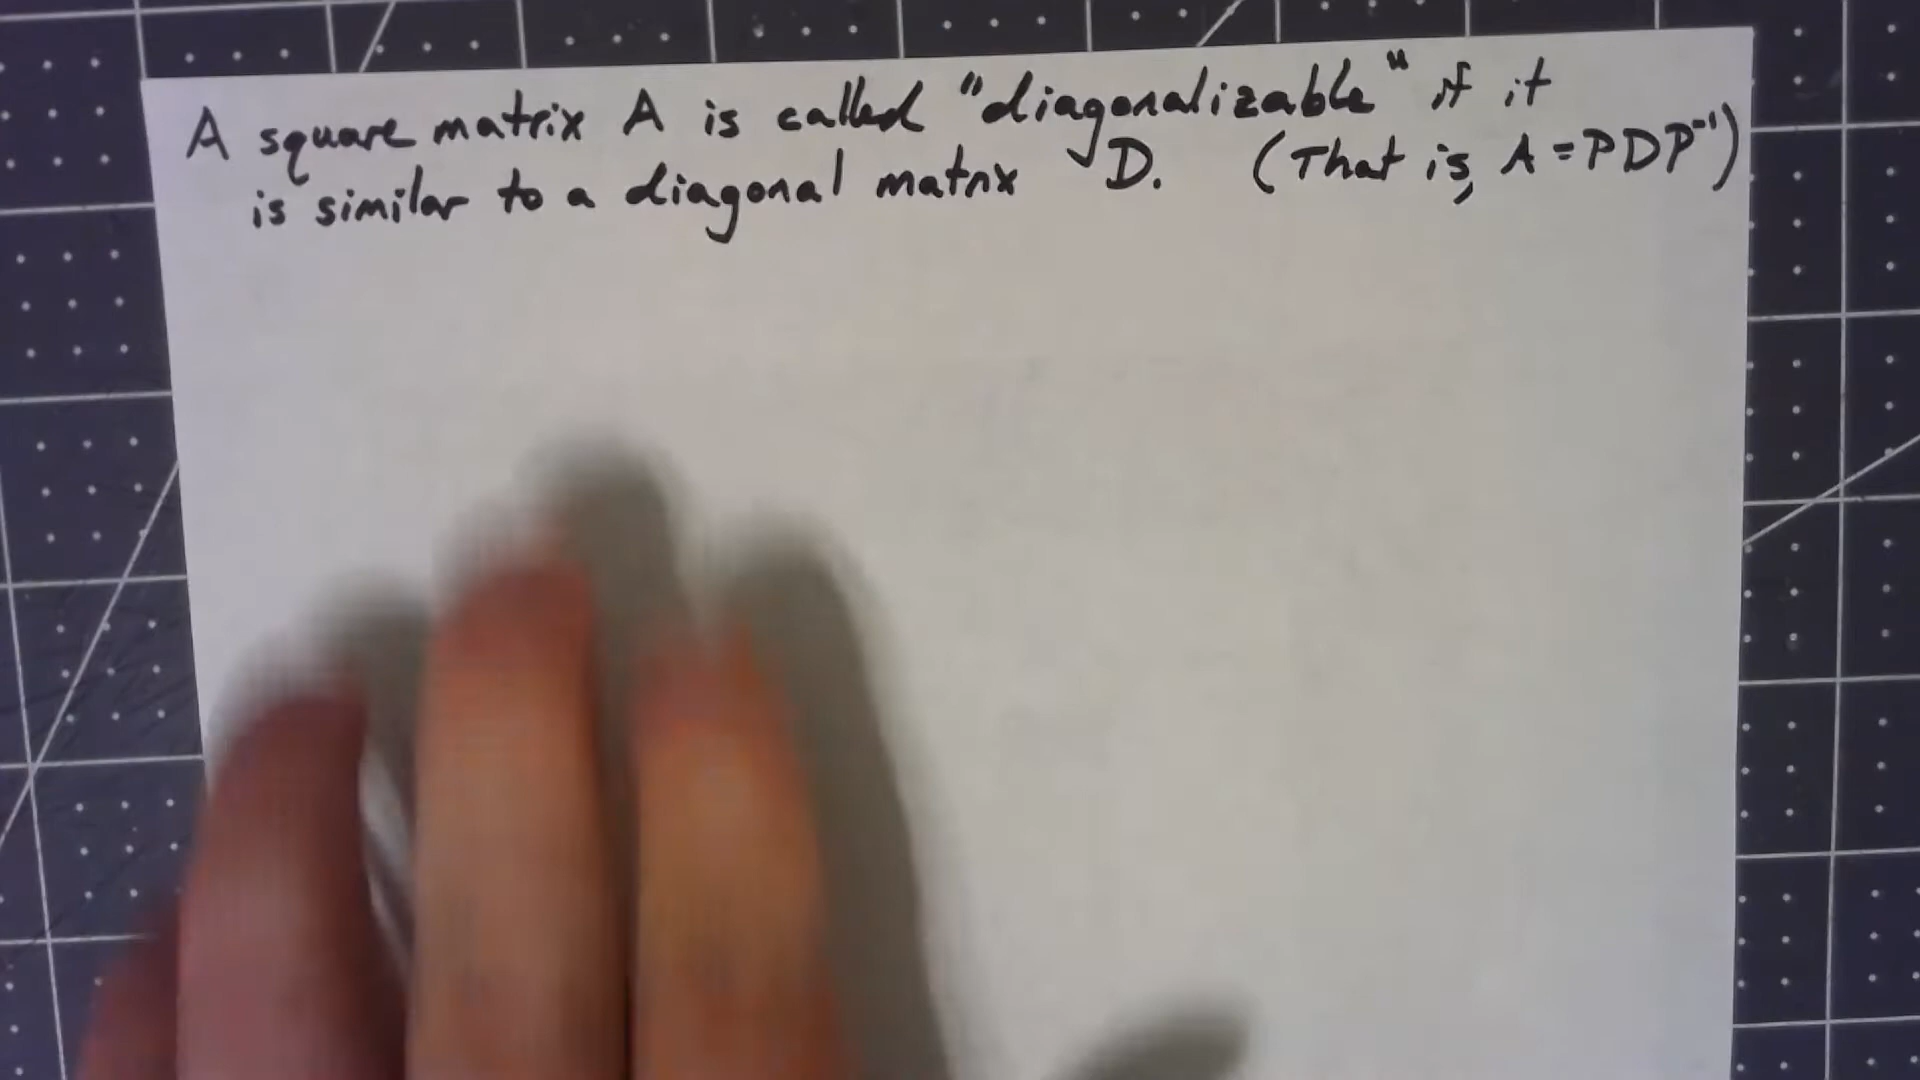 A square matrix A is called "diagonalizable" if it
is similar to a diagonal matrix D. (That is, A = PDP⁻¹)